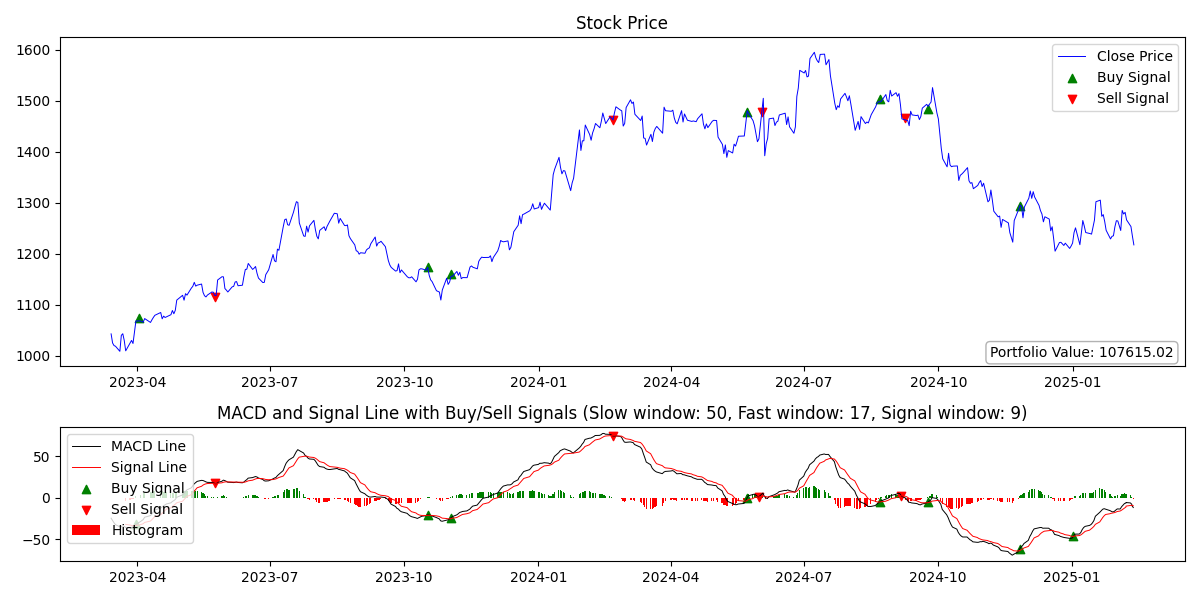 Stock Price
1600
1500
1400
1300
1200
1100
1000
Close Price
Buy Signal
Sell Signal
Portfolio Value: 107615.02
2023-04 2023-07 2023-10 2024-01 2024-04 2024-07 2024-10 2025-01
MACD and Signal Line with Buy/Sell Signals (Slow window: 50, Fast window: 17, Signal window: 9)
50
0
−50
MACD Line
Signal Line
Buy Signal
Sell Signal
Histogram
2023-04 2023-07 2023-10 2024-01 2024-04 2024-07 2024-10 2025-01